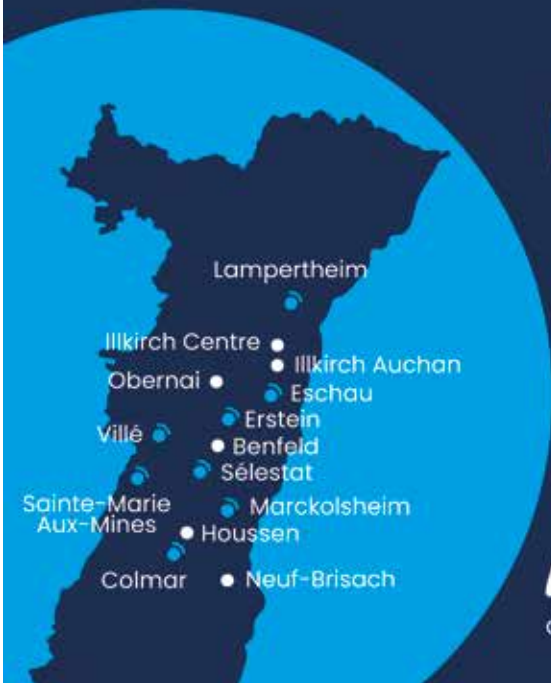 Lampertheim
Illkirch Centre
Illkirch Auchan
Obernai
Eschau
Erstein
Villé
Benfeld
Sélestat
Sainte-Marie
Aux-Mines
Marckolsheim
Houssen
Colmar
Neuf-Brisach